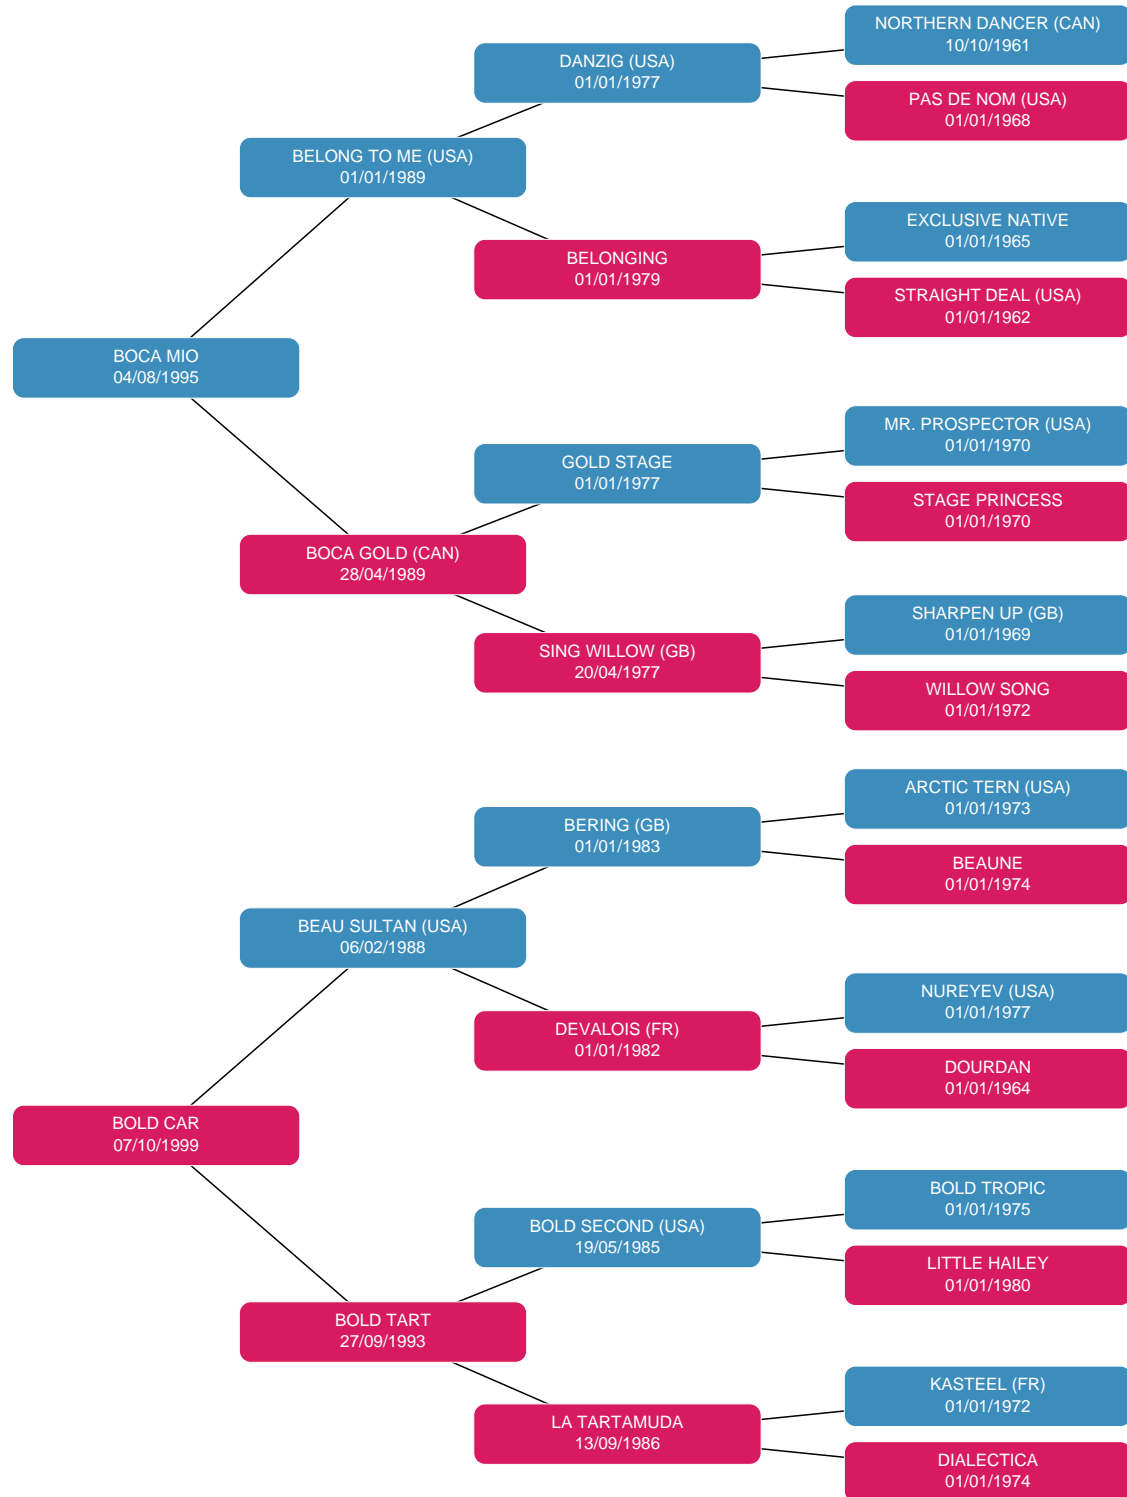 NORTHERN DANCER (CAN)
10/10/1961
DANZIG (USA)
01/01/1977
PAS DE NOM (USA)
01/01/1968
BELONG TO ME (USA)
01/01/1989
EXCLUSIVE NATIVE
01/01/1965
BELONGING
01/01/1979
STRAIGHT DEAL (USA)
01/01/1962
BOCA MIO
04/08/1995
MR. PROSPECTOR (USA)
01/01/1970
GOLD STAGE
01/01/1977
STAGE PRINCESS
01/01/1970
BOCA GOLD (CAN)
28/04/1989
SHARPEN UP (GB)
01/01/1969
SING WILLOW (GB)
20/04/1977
WILLOW SONG
01/01/1972
ARCTIC TERN (USA)
01/01/1973
BERING (GB)
01/01/1983
BEAUNE
01/01/1974
BEAU SULTAN (USA)
06/02/1988
NUREYEV (USA)
01/01/1977
DEVALOIS (FR)
01/01/1982
DOURDAN
01/01/1964
BOLD CAR
07/10/1999
BOLD TROPIC
01/01/1975
BOLD SECOND (USA)
19/05/1985
LITTLE HAILEY
01/01/1980
BOLD TART
27/09/1993
KASTEEL (FR)
01/01/1972
LA TARTAMUDA
13/09/1986
DIALECTICA
01/01/1974